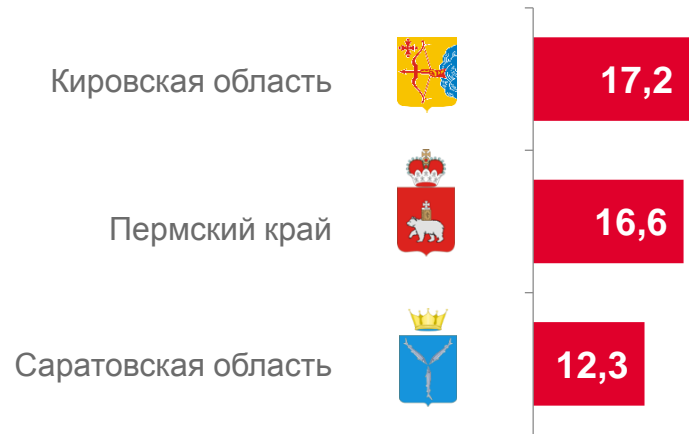 Кировская область 17,2
Пермский край 16,6
Саратовская область 12,3